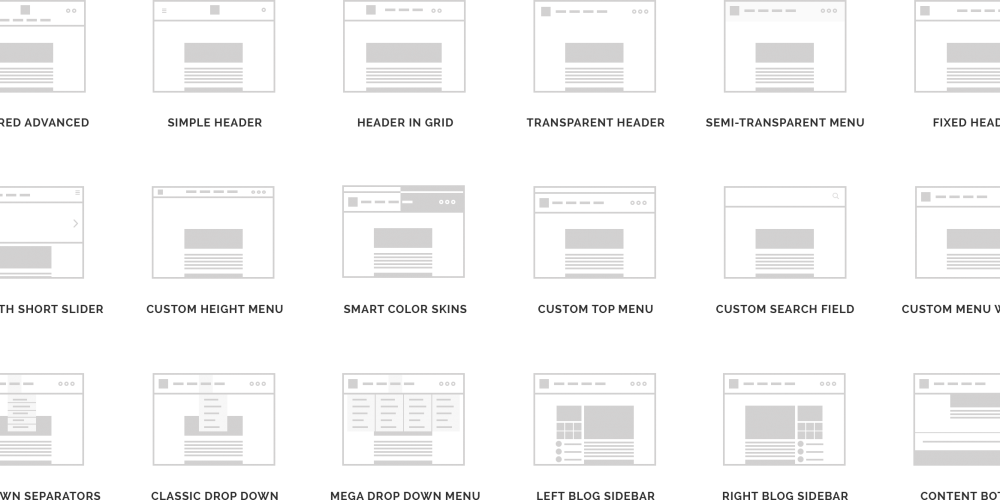 RED ADVANCED
SIMPLE HEADER
HEADER IN GRID
TRANSPARENT HEADER
SEMI-TRANSPARENT MENU
FIXED HEAD
TH SHORT SLIDER
CUSTOM HEIGHT MENU
SMART COLOR SKINS
CUSTOM TOP MENU
CUSTOM SEARCH FIELD
CUSTOM MENU W
WN SEPARATORS
CLASSIC DROP DOWN
MEGA DROP DOWN MENU
LEFT BLOG SIDEBAR
RIGHT BLOG SIDEBAR
CONTENT BOT